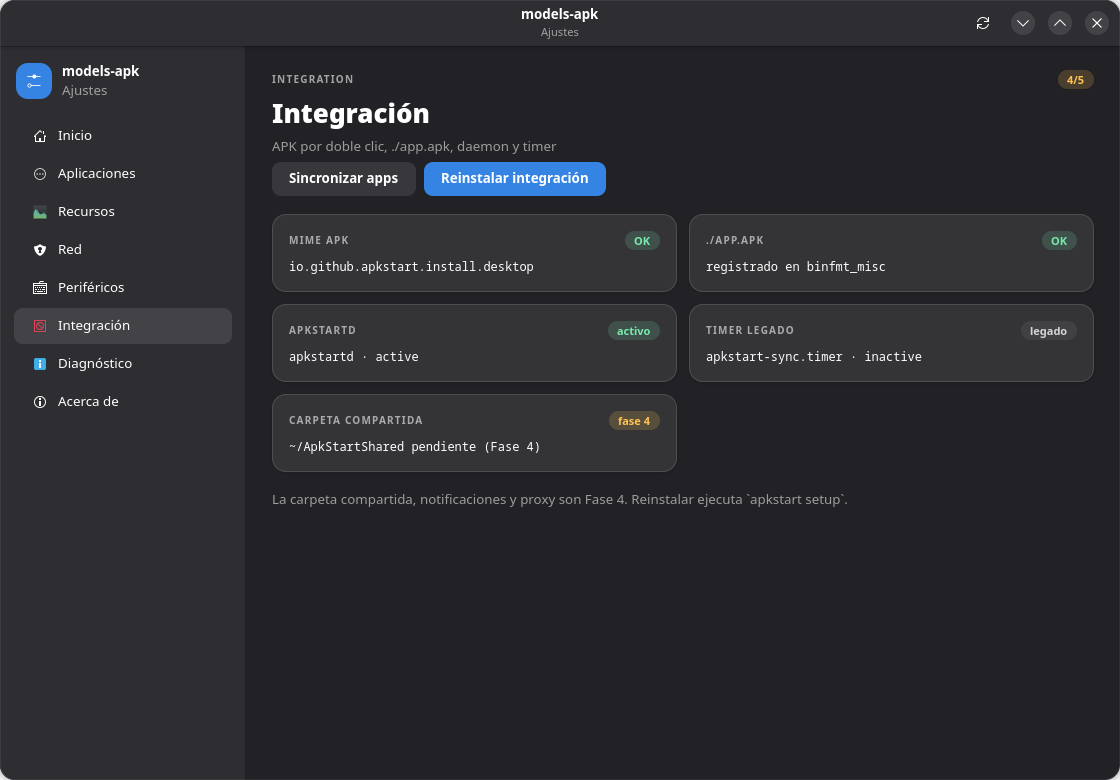 models-apk
Ajustes
models-apk
Ajustes
Inicio
Aplicaciones
Recursos
Red
Periféricos
Integración
Diagnóstico
Acerca de
INTEGRATION
4/5
Integración
APK por doble clic, ./app.apk, daemon y timer
Sincronizar apps
Reinstalar integración
MIME APK
OK
io.github.apkstart.install.desktop
./APP.APK
OK
registrado en binfmt_misc
APKSTARTD
activo
apkstartd · active
TIMER LEGADO
legado
apkstart-sync.timer · inactive
CARPETA COMPARTIDA
fase 4
~/ApkStartShared pendiente (Fase 4)
La carpeta compartida, notificaciones y proxy son Fase 4. Reinstalar ejecuta `apkstart setup`.